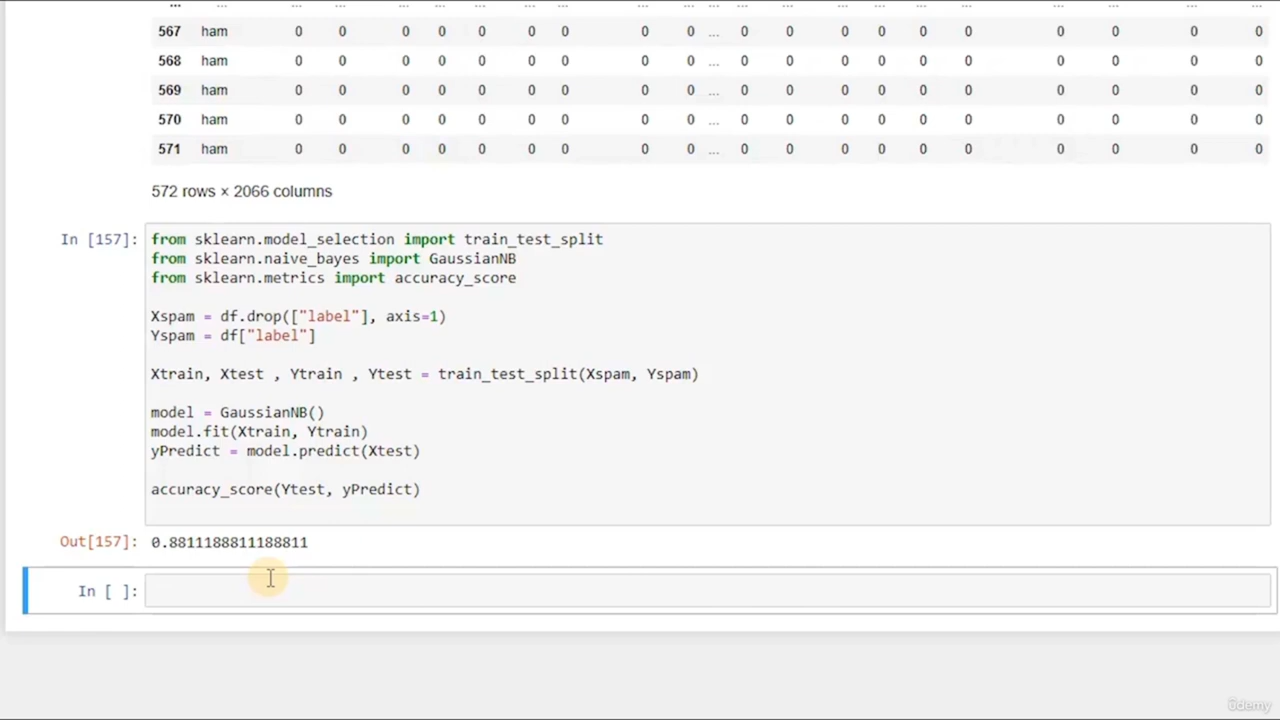 ... ... ... ... ... ... ... ... ... ... ... ... ... ... ... ... ... ... ... ...
567 ham 0 0 0 0 0 0 0 0 0 ... 0 0 0 0 0 0 0 0 0 0
568 ham 0 0 0 0 0 0 0 0 0 ... 0 0 0 0 0 0 0 0 0 0
569 ham 0 0 0 0 0 0 0 0 0 ... 0 0 0 0 0 0 0 0 0 0
570 ham 0 0 0 0 0 0 0 0 0 ... 0 0 0 0 0 0 0 0 0 0
571 ham 0 0 0 0 0 0 0 0 0 ... 0 0 0 0 0 0 0 0 0 0
572 rows × 2066 columns
In [157]: from sklearn.model_selection import train_test_split
from sklearn.naive_bayes import GaussianNB
from sklearn.metrics import accuracy_score
Xspam = df.drop(["label"], axis=1)
Yspam = df["label"]
Xtrain, Xtest , Ytrain , Ytest = train_test_split(Xspam, Yspam)
model = GaussianNB()
model.fit(Xtrain, Ytrain)
yPredict = model.predict(Xtest)
accuracy_score(Ytest, yPredict)
Out[157]: 0.8811188811188811
In [ ]:
ûdemy